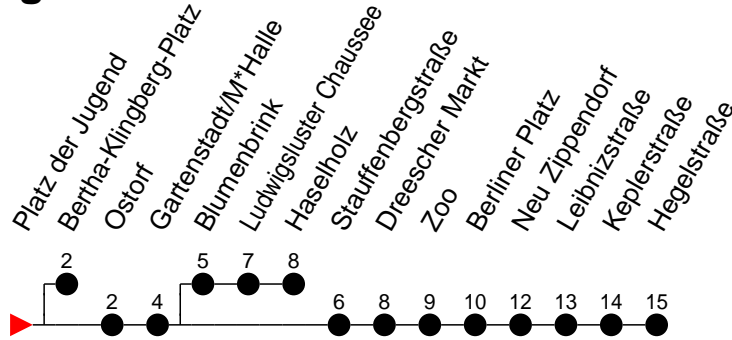 Platz der Jugend
Bertha-Klingberg-Platz
Ostorf
Gartenstadt/M*Halle
Blumenbrink
Ludwigsluster Chaussee
Haselholz
Stauffenbergstraße
Dreescher Markt
Zoo
Berliner Platz
Neu Zippendorf
Leibnizstraße
Keplerstraße
Hegelstraße
2 5 7 8
2 4 6 8 9 10 12 13 14 15